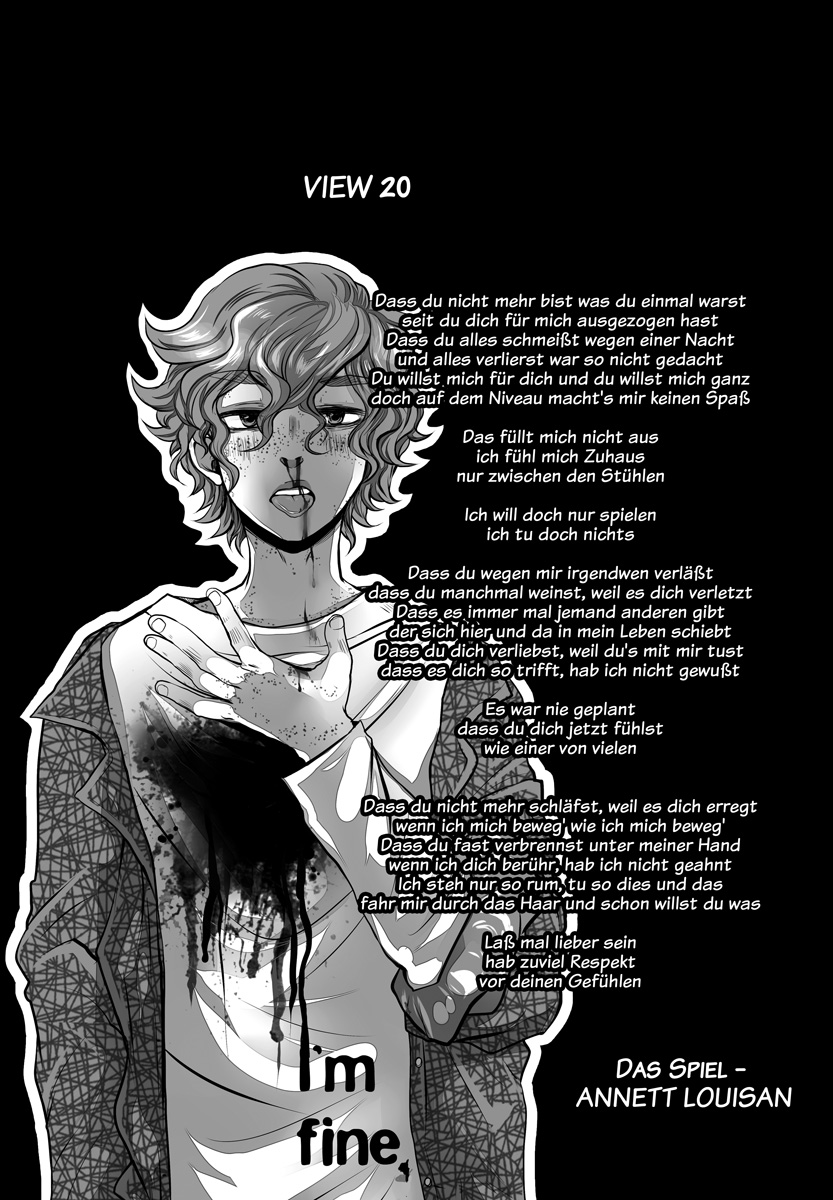 VIEW 20
Dass du nicht mehr bist was du einmal warst
seit du dich für mich ausgezogen hast
Dass du alles schmeißt wegen einer Nacht
und alles verlierst war so nicht gedacht
Du willst mich für dich und du willst mich ganz
doch auf dem Niveau macht's mir keinen Spaß
Das füllt mich nicht aus
ich fühl mich Zuhaus
nur zwischen den Stühlen
Ich will doch nur spielen
ich tu doch nichts
Dass du wegen mir irgendwen verläßt
dass du manchmal weinst, weil es dich verletzt
Dass es immer mal jemand anderen gibt
der sich hier und da in mein Leben schiebt
Dass du dich verliebst, weil du's mit mir tust
dass es dich so trifft, hab ich nicht gewußt
Es war nie geplant
dass du dich jetzt fühlst
wie einer von vielen
Dass du nicht mehr schläfst, weil es dich erregt
wenn ich mich beweg' wie ich mich beweg'
Dass du fast verbrennst unter meiner Hand
wenn ich dich berühr, hab ich nicht geahnt
Ich steh nur so rum, tu so dies und das
fahr mir durch das Haar und schon willst du was
Laß mal lieber sein
hab zuviel Respekt
vor deinen Gefühlen
I'm
fine
DAS SPIEL –
ANNETT LOUISAN